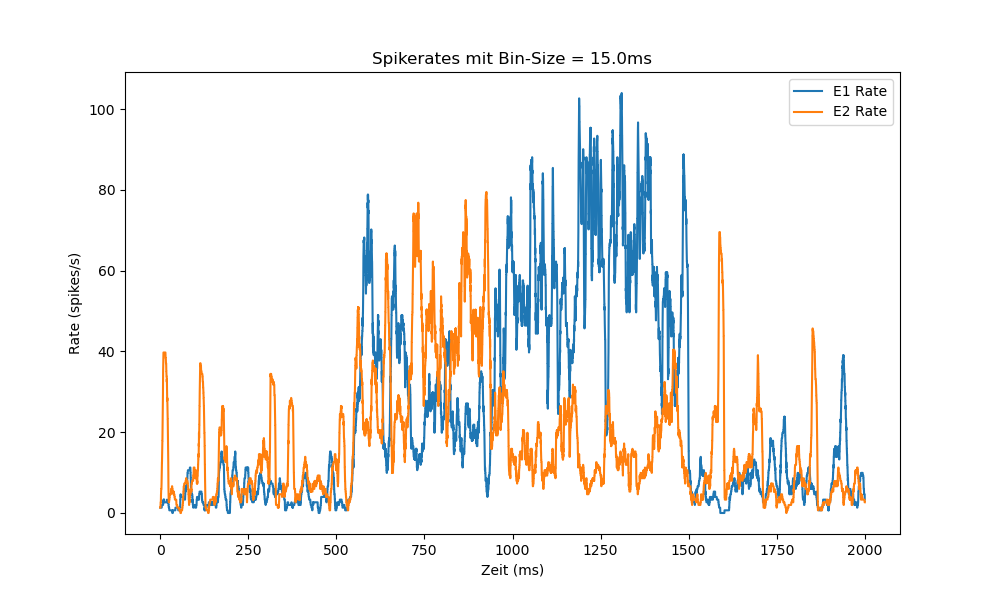 Spikerates mit Bin-Size = 15.0ms
E1 Rate
E2 Rate
100
80
60
40
20
0
Rate (spikes/s)
0 250 500 750 1000 1250 1500 1750 2000
Zeit (ms)